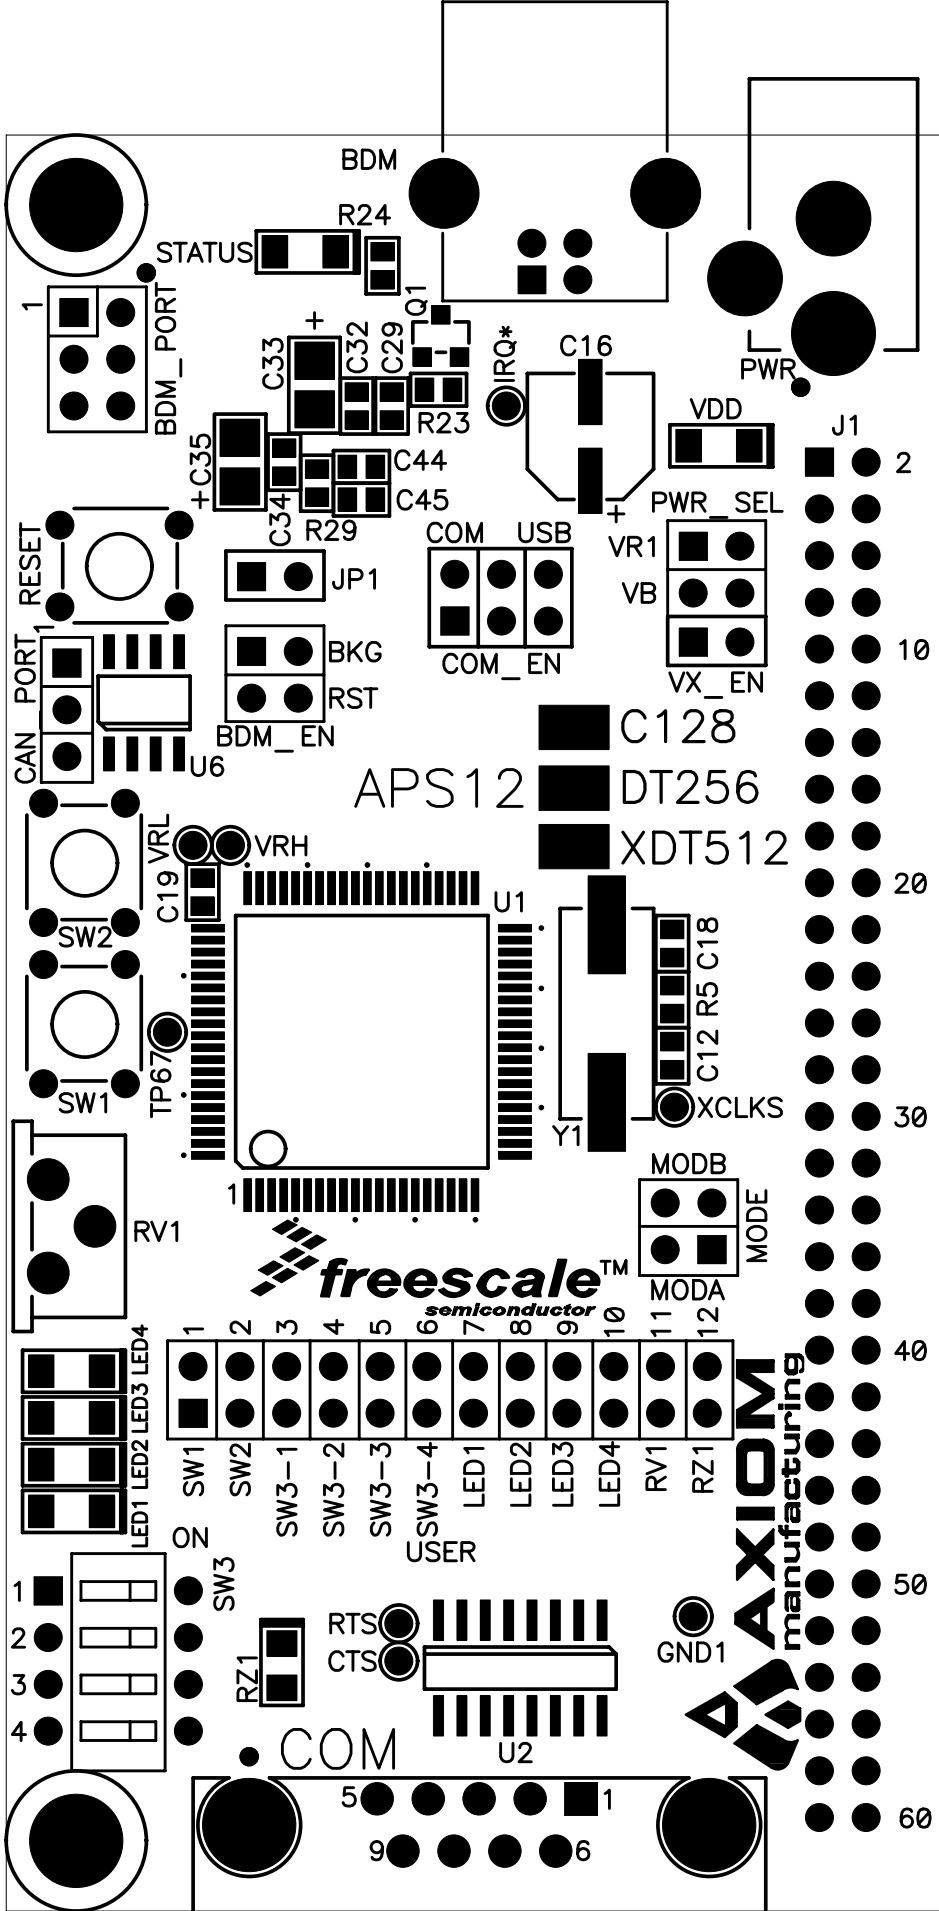 BDM
R24
STATUS
1
BDM_PORT
Q1
+
C33
C32
C29
IRQ*
C16
PWR
R23
VDD
J1
2
+C35
C34
C44
C45
R29
+
PWR_SEL
RESET
COM USB
VR1
JP1
VB
1
CAN_PORT
BKG
COM_EN
10
RST
VX_EN
BDM_EN
U6
C128
APS12
DT256
XDT512
VRL
VRH
C19
U1
20
SW2
C18
R5
C12
TP67
SW1
XCLKS
Y1
30
MODB
1
MODE
RV1
freescale™
semiconductor
MODA
1 2 3 4 5 6 7 8 9 10 11 12
LED4
LED3
LED2
LED1
40
SW1 SW2 SW3-1 SW3-2 SW3-3 SW3-4 LED1 LED2 LED3 LED4 RV1 RZ1
USER
AXIOM
manufacturing
ON
SW3
1
2
3
4
50
RTS
CTS
GND1
RZ1
U2
COM
5 1
9 6
60